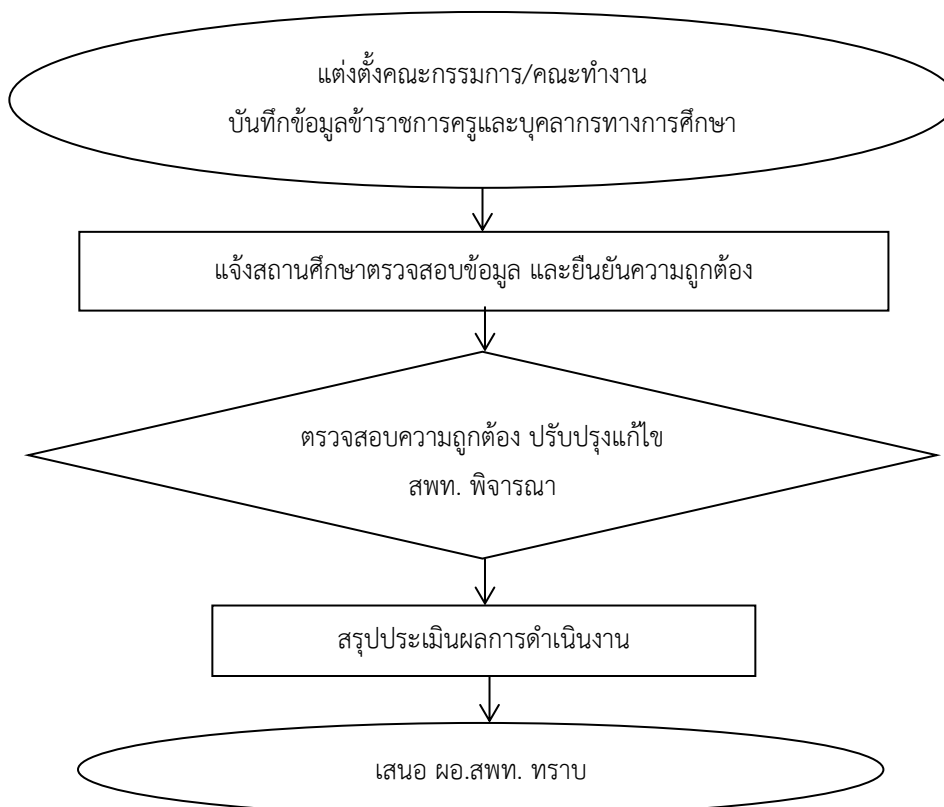 แต่งตั้งคณะกรรมการ/คณะทำงาน
บันทึกข้อมูลข้าราชการครูและบุคลากรทางการศึกษา
แจ้งสถานศึกษาตรวจสอบข้อมูล และยืนยันความถูกต้อง
ตรวจสอบความถูกต้อง ปรับปรุงแก้ไข
สพท. พิจารณา
สรุปประเมินผลการดำเนินงาน
เสนอ ผอ.สพท. ทราบ